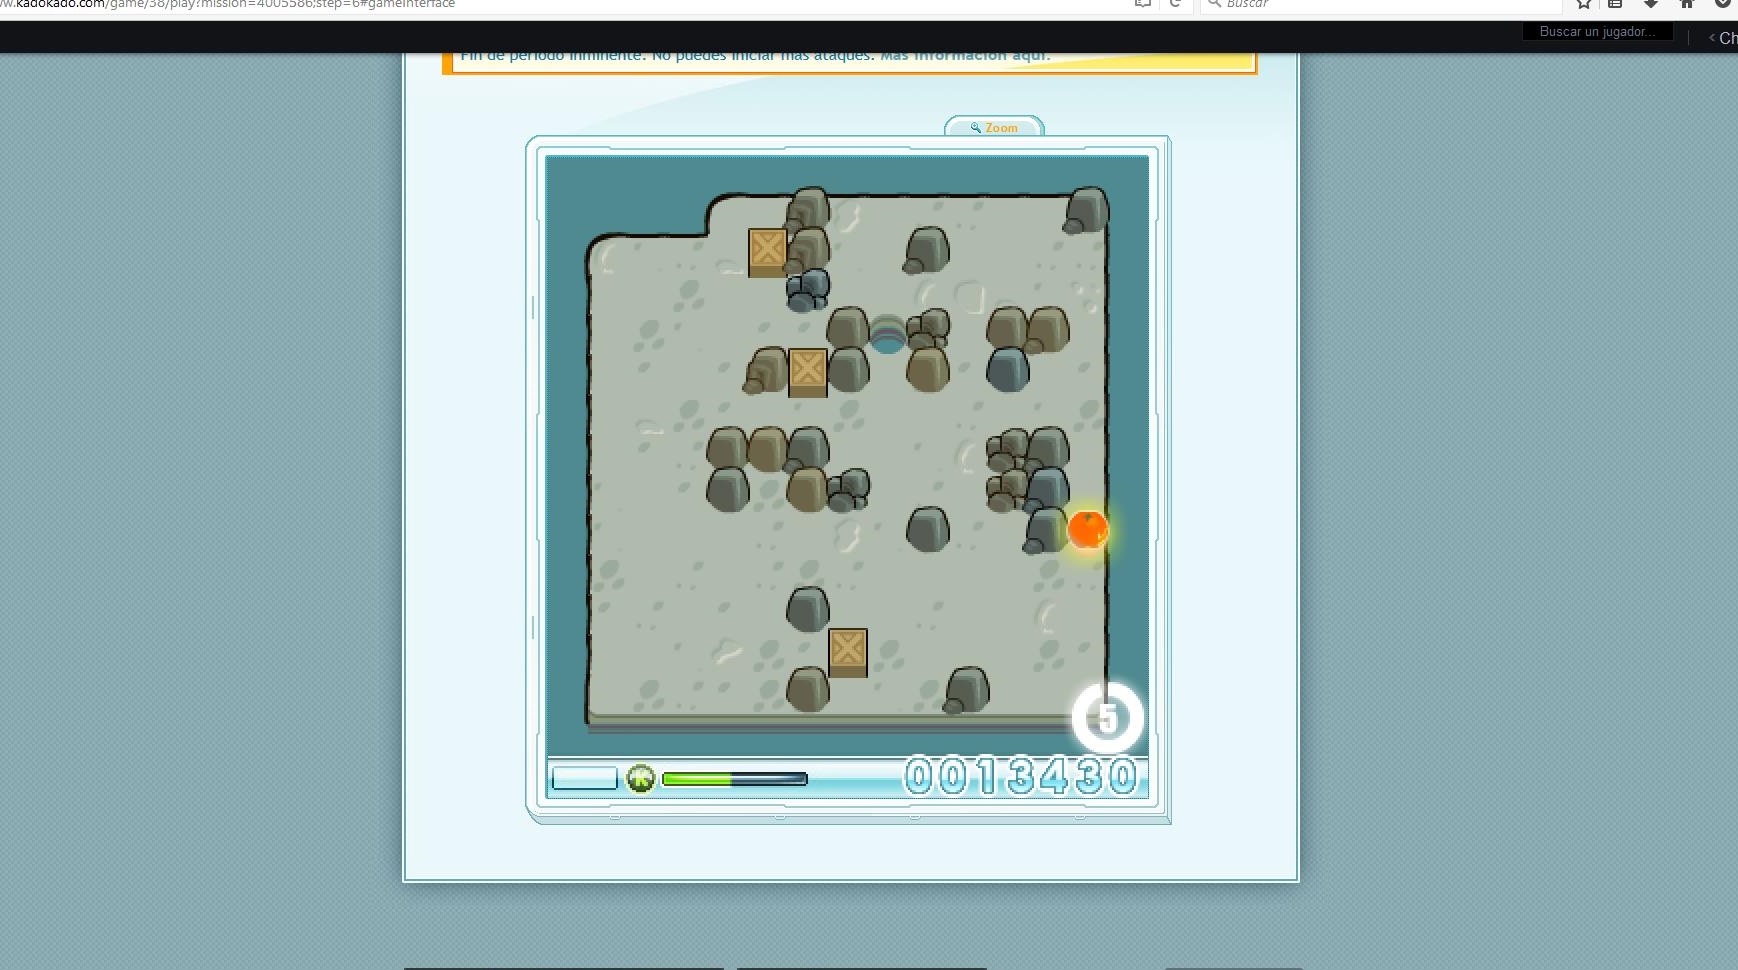 w.kadokado.com/game/38/play?mission=4005586;step=6#gameInterface
Buscar
Buscar un jugador...
< Ch
Fin de periodo inminente. No puedes iniciar más ataques. Más información aquí.
Zoom
5
K
0013430